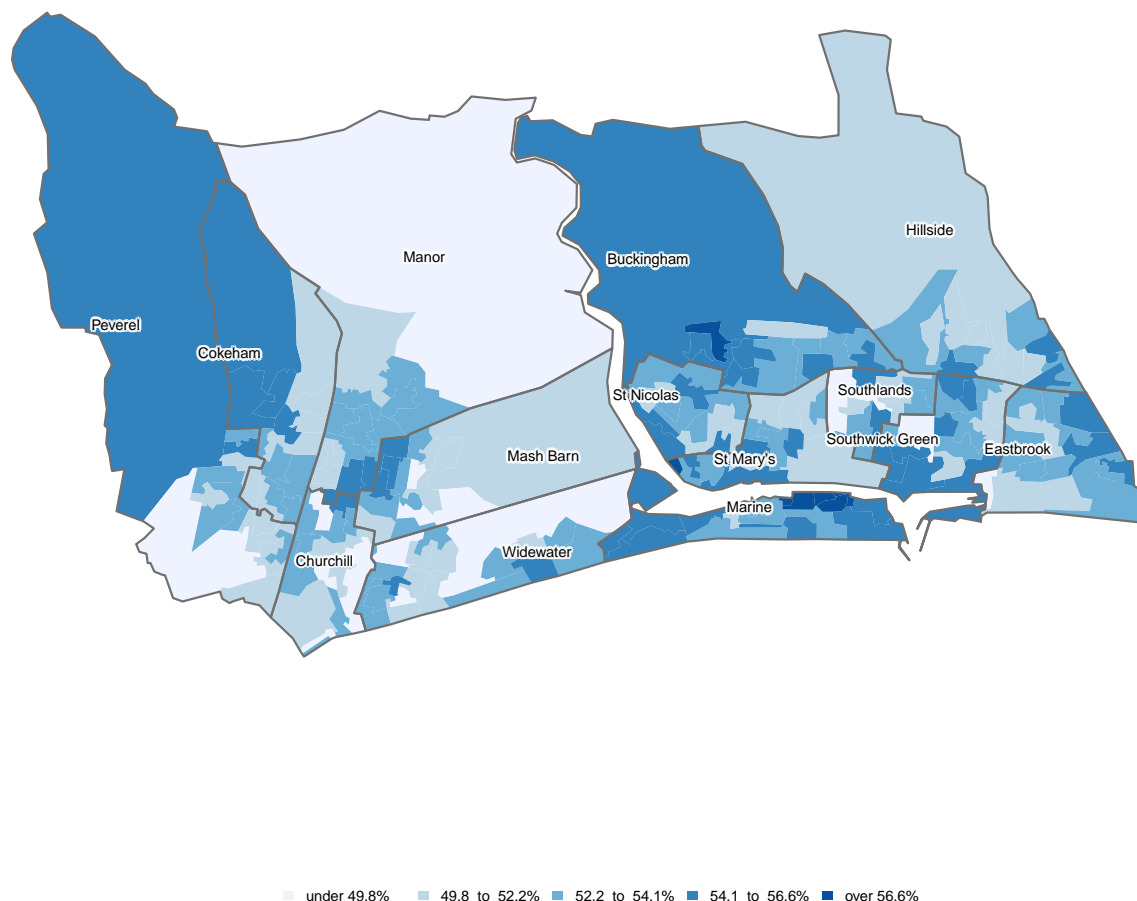 Hillside
Manor
Buckingham
Peverel
Cokeham
Southlands
St Nicolas
Southwick Green
Eastbrook
Mash Barn
St Mary's
Marine
Widewater
Churchill
under 49.8% 49.8 to 52.2% 52.2 to 54.1% 54.1 to 56.6% over 56.6%